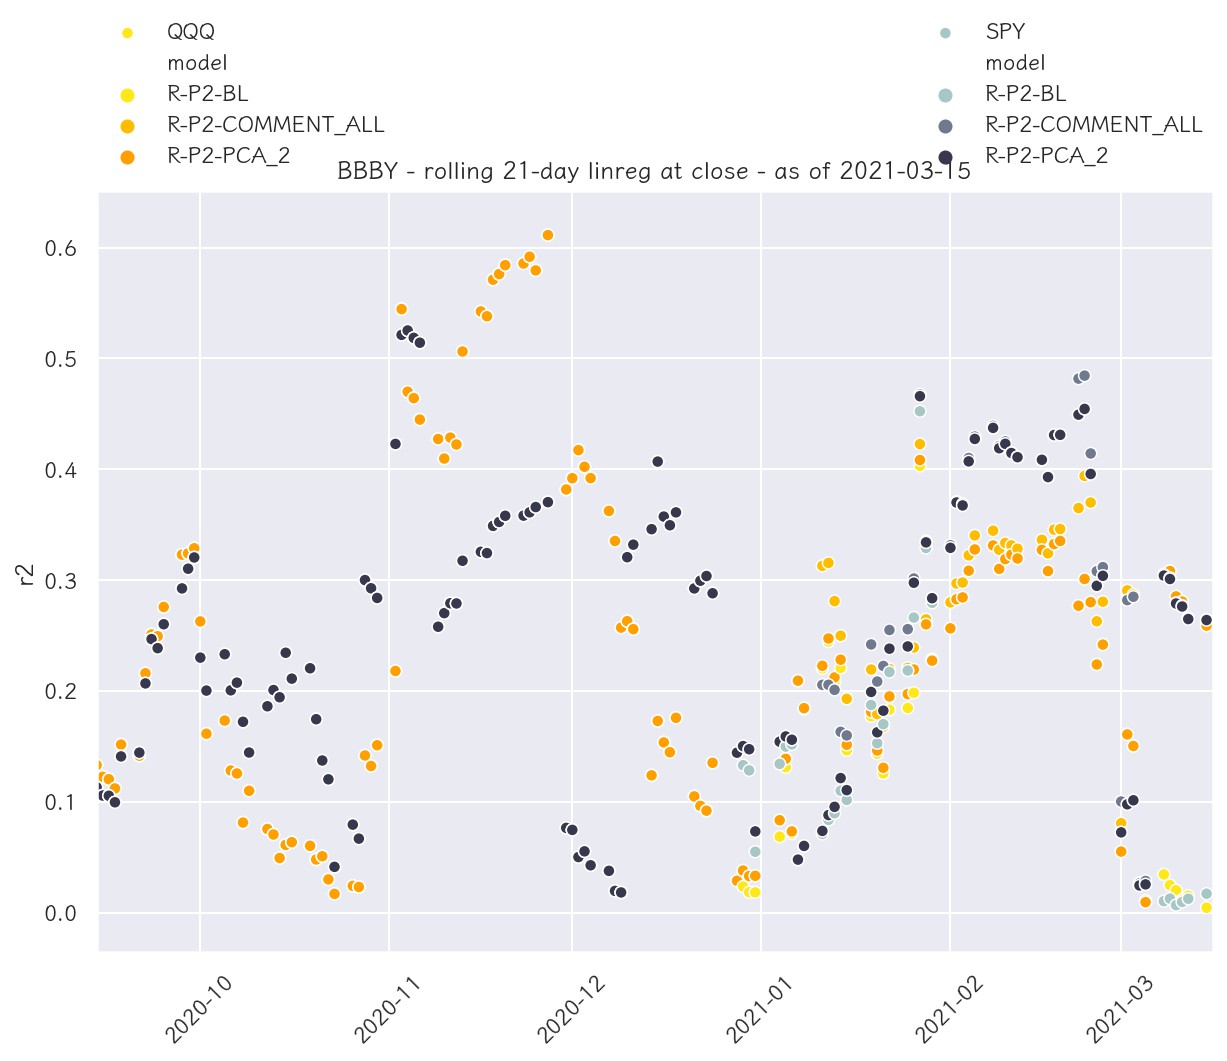 QQQ
model
R-P2-BL
R-P2-COMMENT_ALL
R-P2-PCA_2
SPY
model
R-P2-BL
R-P2-COMMENT_ALL
R-P2-PCA_2
BBBY - rolling 21-day linreg at close - as of 2021-03-15
r2
0.6
0.5
0.4
0.3
0.2
0.1
0.0
2020-10
2020-11
2020-12
2021-01
2021-02
2021-03